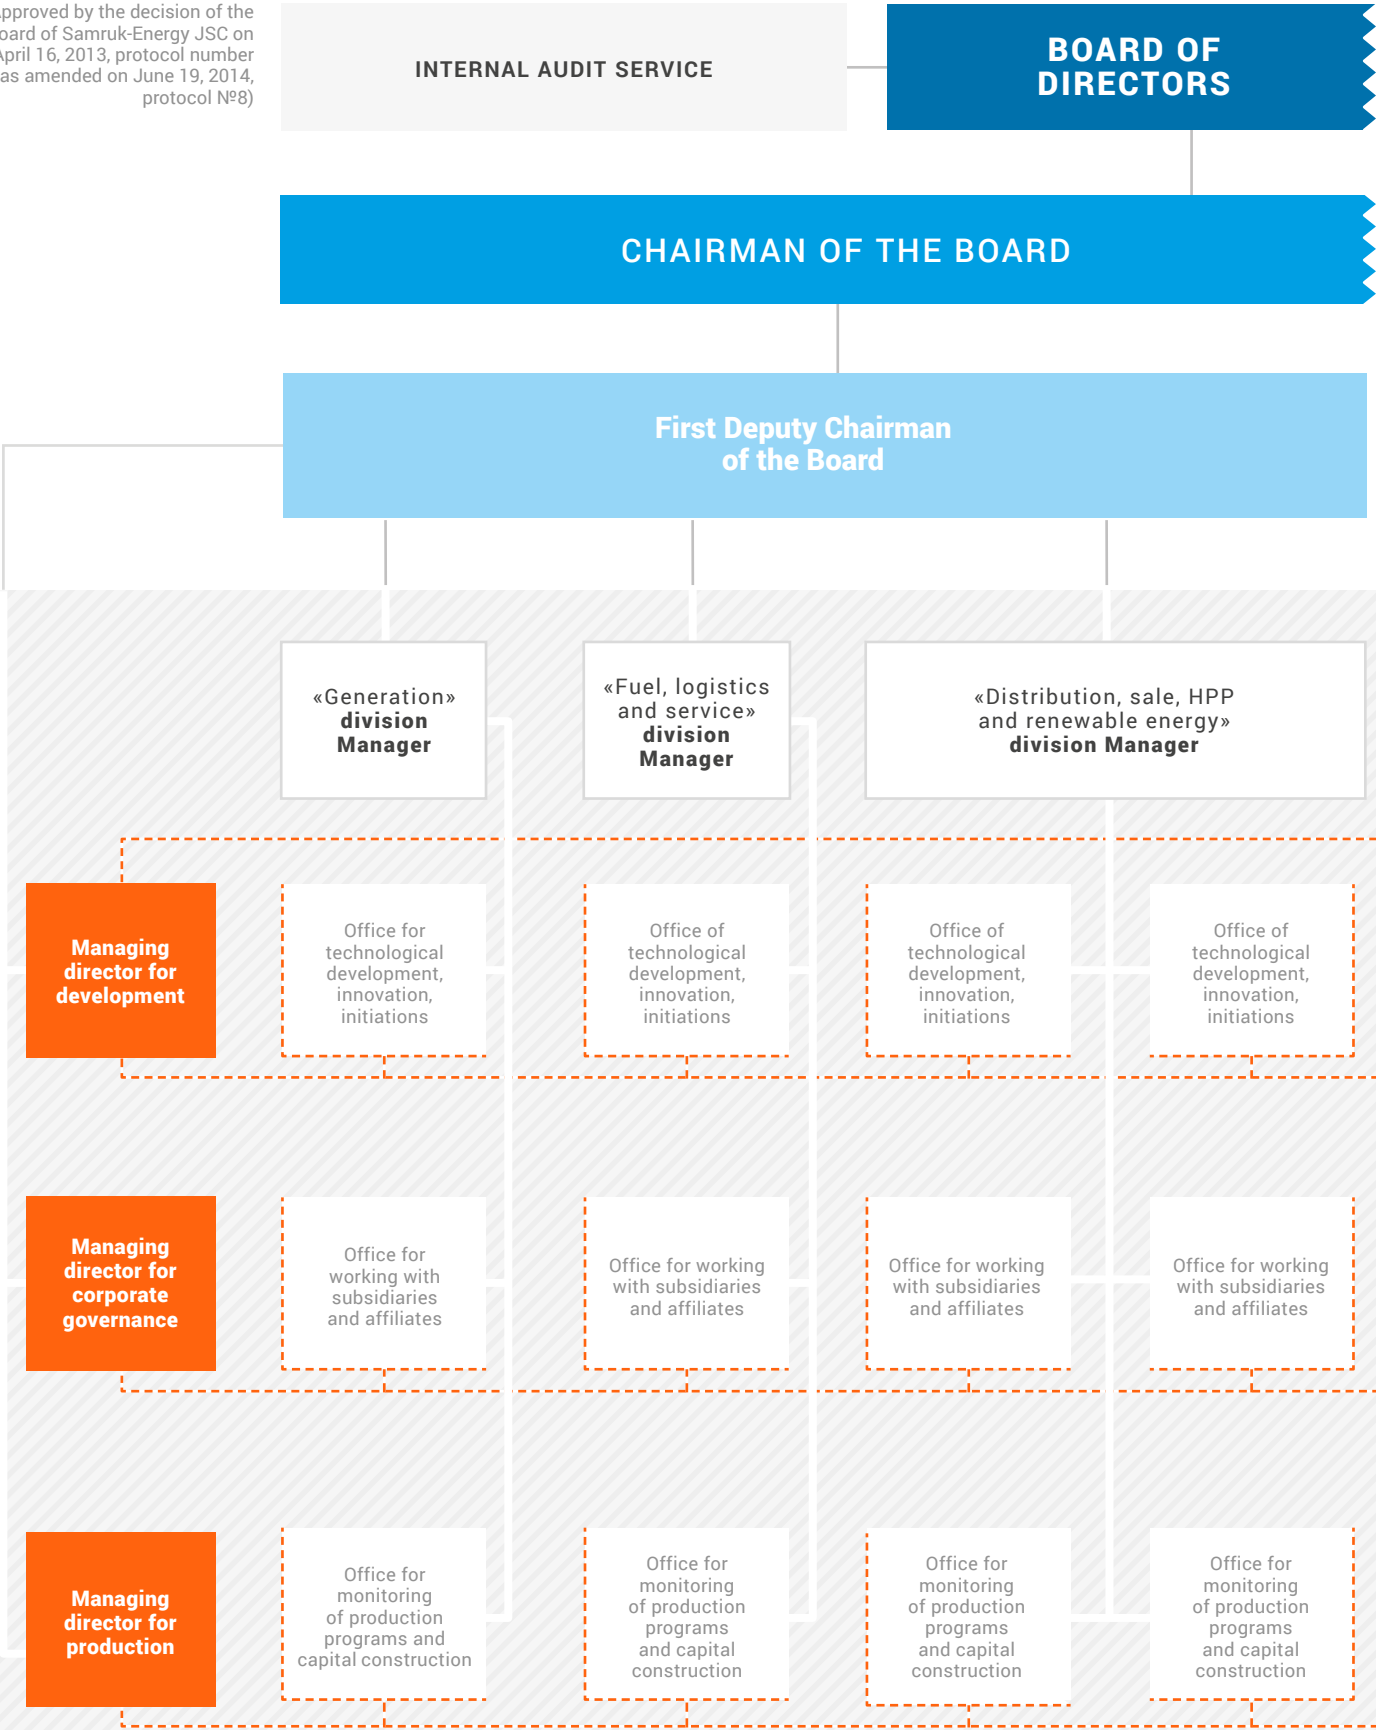 Approved by the decision of the
Board of Samruk-Energy JSC on
April 16, 2013, protocol number
as amended on June 19, 2014,
protocol №8)
INTERNAL AUDIT SERVICE
BOARD OF
DIRECTORS
CHAIRMAN OF THE BOARD
First Deputy Chairman
of the Board
«Generation»
division
Manager
«Fuel, logistics
and service»
division
Manager
«Distribution, sale, HPP
and renewable energy»
division Manager
Managing
director for
development
Office for
technological
development,
innovation,
initiations
Office of
technological
development,
innovation,
initiations
Office of
technological
development,
innovation,
initiations
Office of
technological
development,
innovation,
initiations
Managing
director for
corporate
governance
Office for
working with
subsidiaries
and affiliates
Office for working
with subsidiaries
and affiliates
Office for working
with subsidiaries
and affiliates
Office for working
with subsidiaries
and affiliates
Managing
director for
production
Office for
monitoring
of production
programs and
capital construction
Office for
monitoring
of production
programs
and capital
construction
Office for
monitoring
of production
programs
and capital
construction
Office for
monitoring
of production
programs
and capital
construction